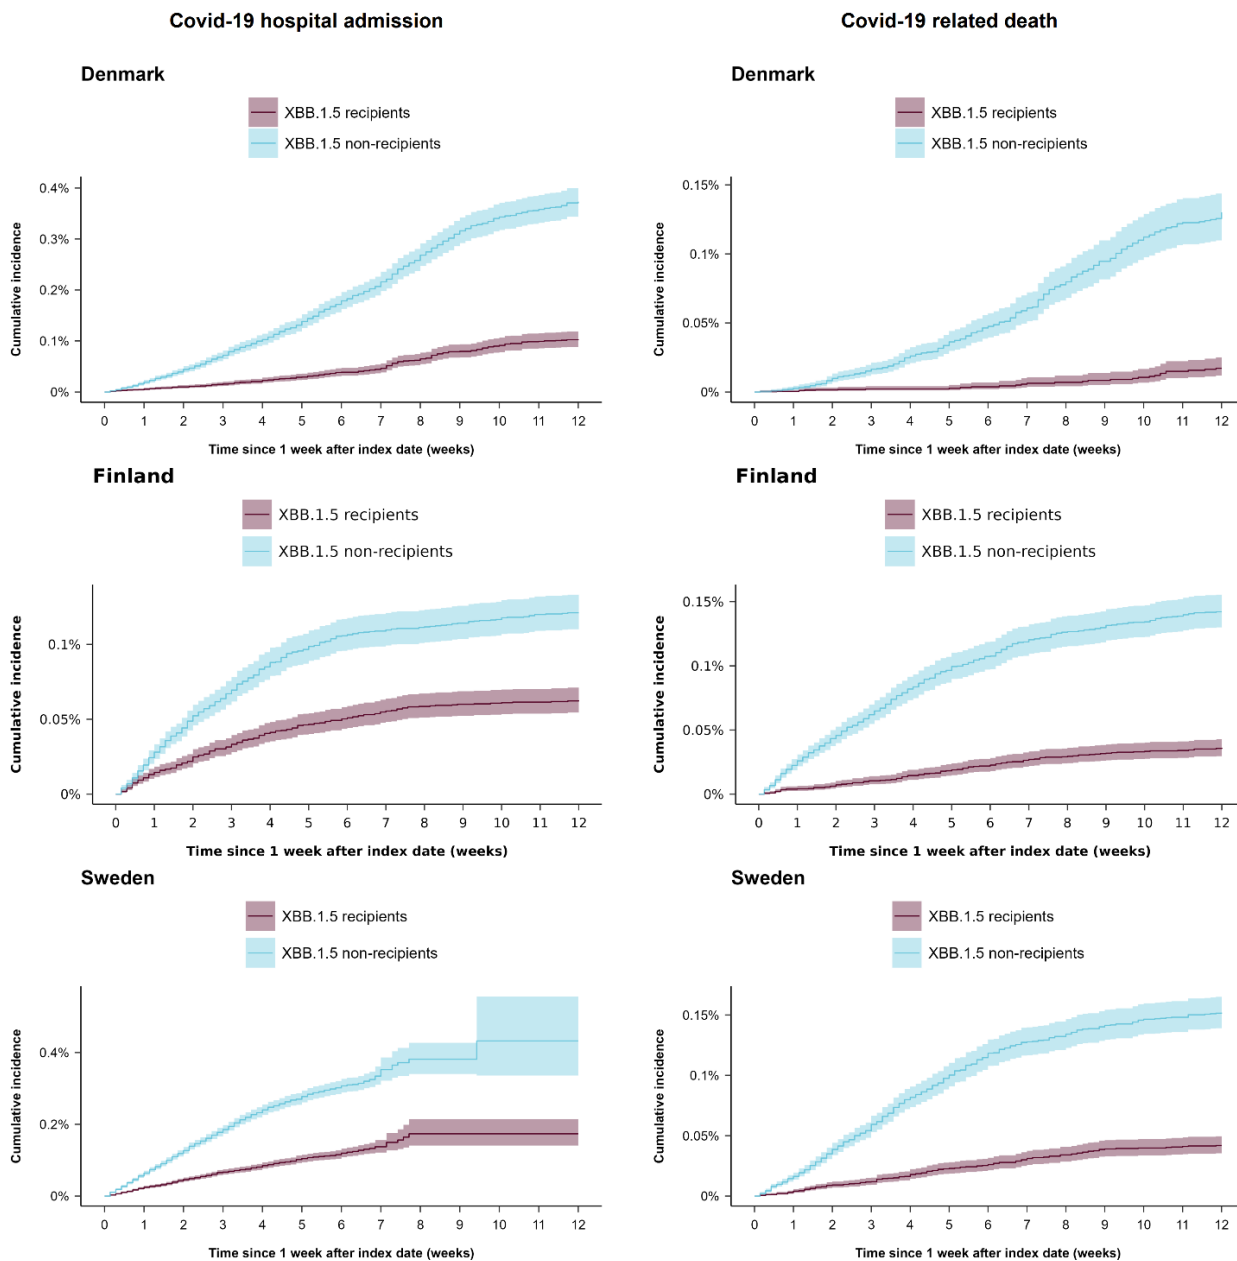 Covid-19 hospital admission
Covid-19 related death
Denmark
XBB.1.5 recipients
XBB.1.5 non-recipients
Cumulative incidence
0.4%
0.3%
0.2%
0.1%
0%
0 1 2 3 4 5 6 7 8 9 10 11 12
Time since 1 week after index date (weeks)
Denmark
XBB.1.5 recipients
XBB.1.5 non-recipients
Cumulative incidence
0.15%
0.1%
0.05%
0%
0 1 2 3 4 5 6 7 8 9 10 11 12
Time since 1 week after index date (weeks)
Finland
XBB.1.5 recipients
XBB.1.5 non-recipients
Cumulative incidence
0.1%
0.05%
0%
0 1 2 3 4 5 6 7 8 9 10 11 12
Time since 1 week after index date (weeks)
Finland
XBB.1.5 recipients
XBB.1.5 non-recipients
Cumulative incidence
0.15%
0.1%
0.05%
0%
0 1 2 3 4 5 6 7 8 9 10 11 12
Time since 1 week after index date (weeks)
Sweden
XBB.1.5 recipients
XBB.1.5 non-recipients
Cumulative incidence
0.4%
0.2%
0%
0 1 2 3 4 5 6 7 8 9 10 11 12
Time since 1 week after index date (weeks)
Sweden
XBB.1.5 recipients
XBB.1.5 non-recipients
Cumulative incidence
0.15%
0.1%
0.05%
0%
0 1 2 3 4 5 6 7 8 9 10 11 12
Time since 1 week after index date (weeks)